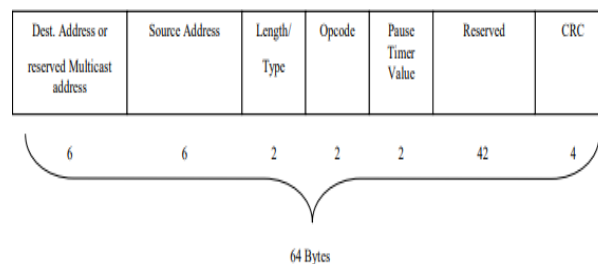 Dest. Address or
reserved Multicast
address
Source Address
Length/
Type
Opcode
Pause
Timer
Value
Reserved
CRC
6 6 2 2 2 42 4
64 Bytes